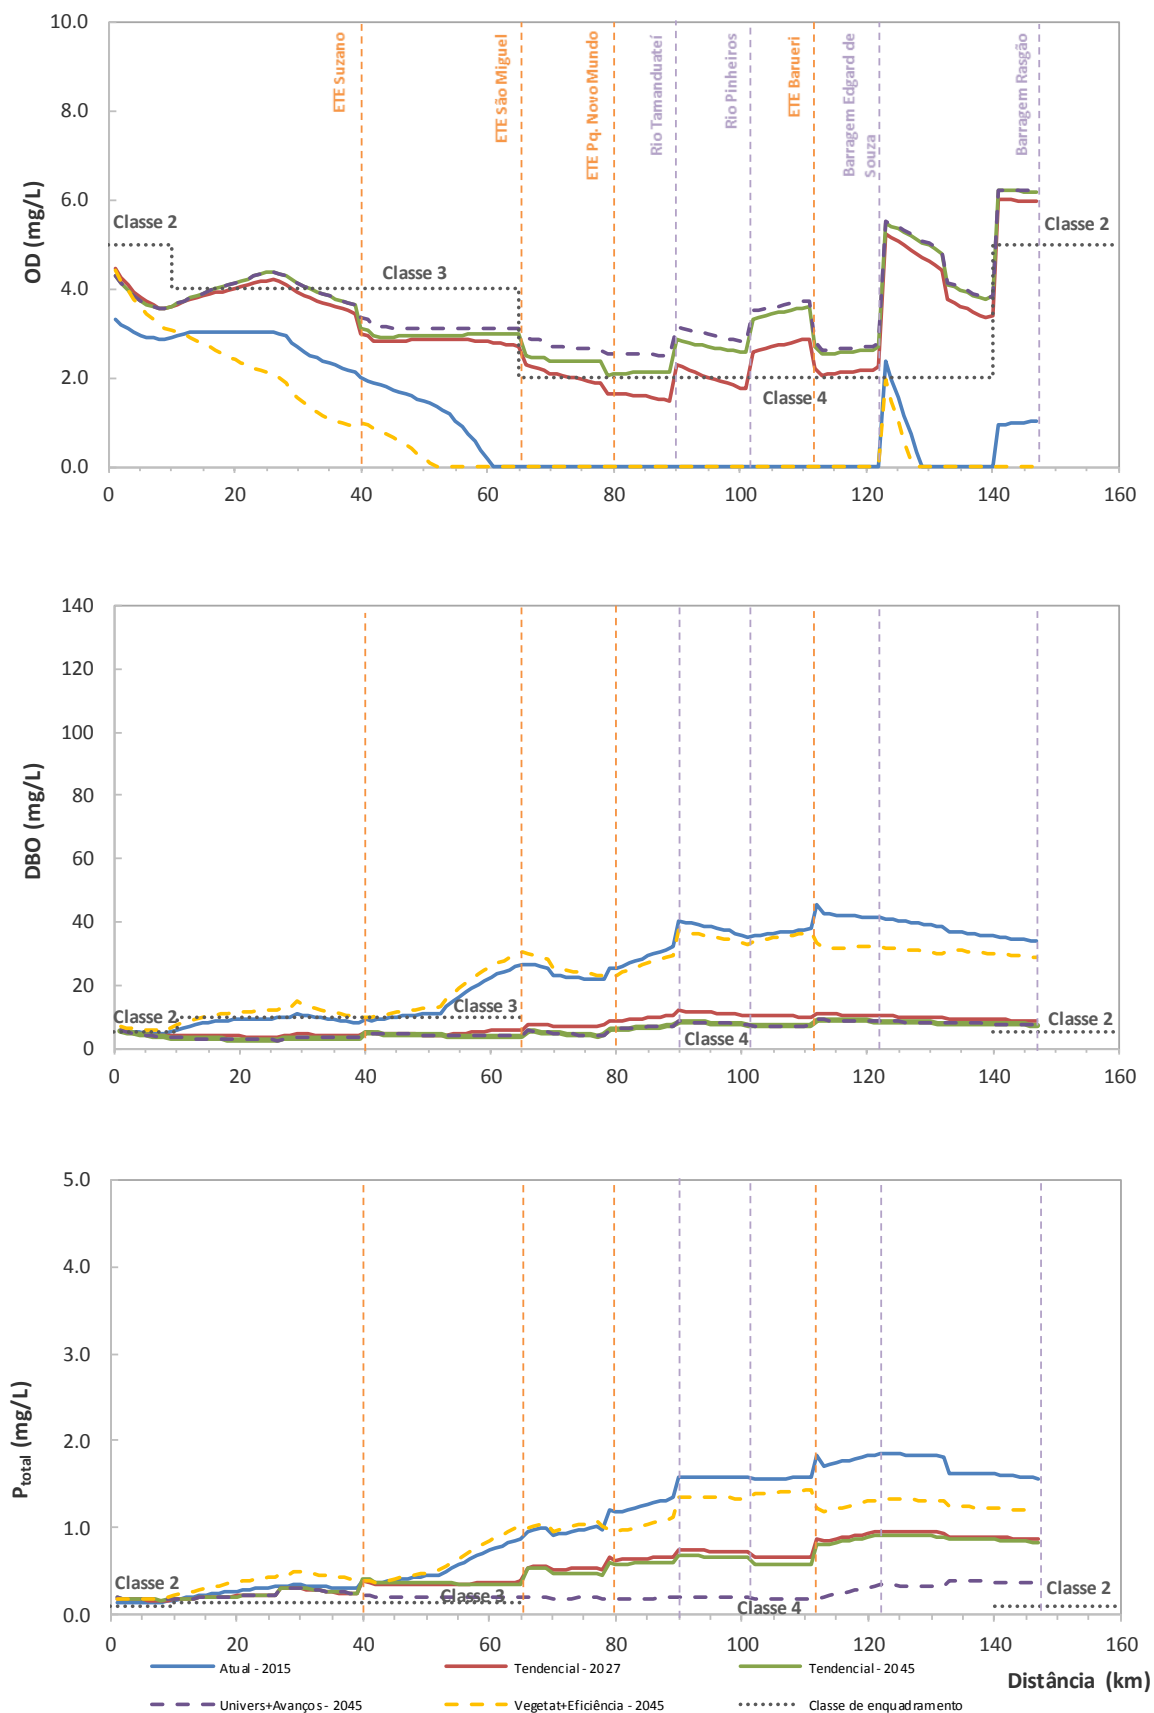 10.0
8.0
6.0
4.0
2.0
0.0
OD (mg/L)
ETE Suzano
ETE São Miguel
ETE Pq. Novo Mundo
Rio Tamanduateí
Rio Pinheiros
ETE Barueri
Barragem Edgard de
Souza
Barragem Rasgão
Classe 2
Classe 3
Classe 4
Classe 2
0 20 40 60 80 100 120 140 160
140
120
100
80
60
40
20
0
DBO (mg/L)
Classe 2
Classe 3
Classe 4
Classe 2
0 20 40 60 80 100 120 140 160
5.0
4.0
3.0
2.0
1.0
0.0
Ptotal (mg/L)
Classe 2
Classe 3
Classe 4
Classe 2
0 20 40 60 80 100 120 140 160
Distância (km)
Atual - 2015
Tendencial - 2027
Tendencial - 2045
Univers+Avanços - 2045
Vegetat+Eficiência - 2045
Classe de enquadramento